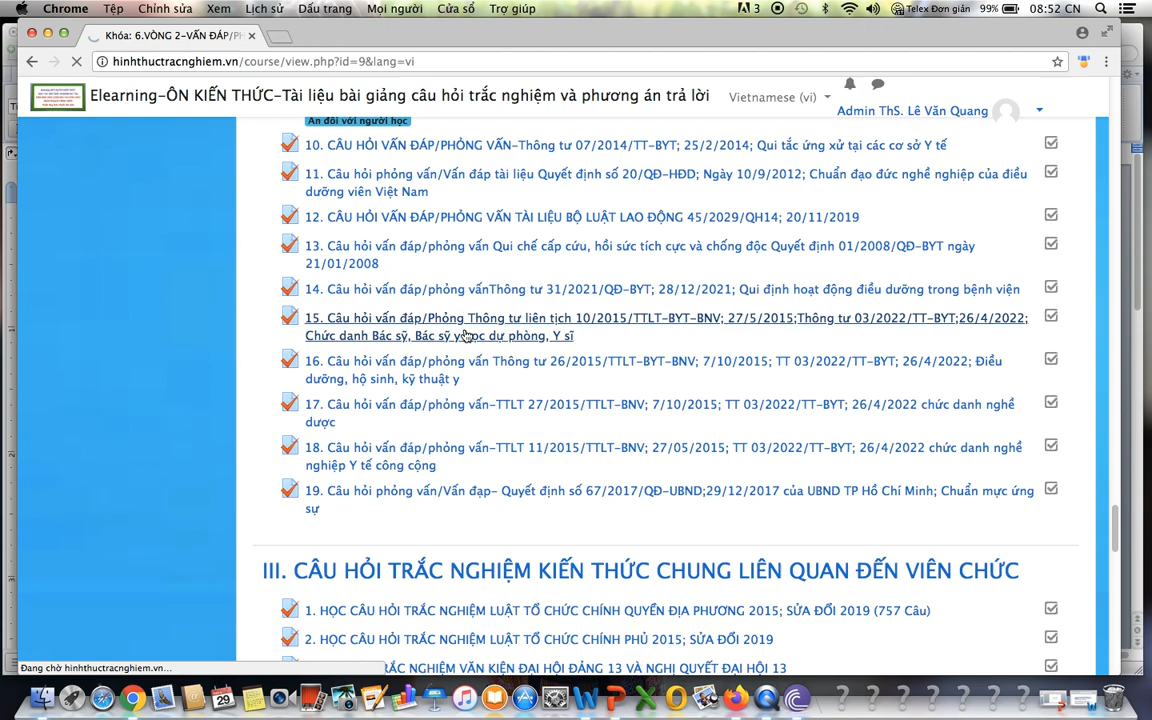 Chrome Tệp Chỉnh sửa Xem Lịch sử Dấu trang Mọi người Cửa sổ Trợ giúp 3 Telex Đơn giản 99% 08:52 CN
Khóa: 6.VÒNG 2-VẤN ĐÁP/PH
hinhthuctracnghiem.vn/course/view.php?id=9&lang=vi
Elearning-ÔN KIẾN THỨC-Tài liệu bài giảng câu hỏi trắc nghiệm và phương án trả lời
Vietnamese (vi)
Admin ThS. Lê Văn Quang
Ẩn đối với người học
10. CÂU HỎI VẤN ĐÁP/PHỎNG VẤN-Thông tư 07/2014/TT-BYT; 25/2/2014; Qui tắc ứng xử tại các cơ sở Y tế
11. Câu hỏi phỏng vấn/Vấn đáp tài liệu Quyết định số 20/QĐ-HĐD; Ngày 10/9/2012; Chuẩn đạo đức nghề nghiệp của điều
dưỡng viên Việt Nam
12. CÂU HỎI VẤN ĐÁP/PHỎNG VẤN TÀI LIỆU BỘ LUẬT LAO ĐỘNG 45/2029/QH14; 20/11/2019
13. Câu hỏi vấn đáp/phỏng vấn Qui chế cấp cứu, hồi sức tích cực và chống độc Quyết định 01/2008/QĐ-BYT ngày
21/01/2008
14. Câu hỏi vấn đáp/phỏng vấnThông tư 31/2021/QĐ-BYT; 28/12/2021; Qui định hoạt động điều dưỡng trong bệnh viện
15. Câu hỏi vấn đáp/Phỏng Thông tư liên tịch 10/2015/TTLT-BYT-BNV; 27/5/2015;Thông tư 03/2022/TT-BYT;26/4/2022;
Chức danh Bác sỹ, Bác sỹ y học dự phòng, Y sĩ
16. Câu hỏi vấn đáp/phỏng vấn Thông tư 26/2015/TTLT-BYT-BNV; 7/10/2015; TT 03/2022/TT-BYT; 26/4/2022; Điều
dưỡng, hộ sinh, kỹ thuật y
17. Câu hỏi vấn đáp/phỏng vấn-TTLT 27/2015/TTLT-BNV; 7/10/2015; TT 03/2022/TT-BYT; 26/4/2022 chức danh nghề
dược
18. Câu hỏi vấn đáp/phỏng vấn-TTLT 11/2015/TTLT-BNV; 27/05/2015; TT 03/2022/TT-BYT; 26/4/2022 chức danh nghề
nghiệp Y tế công cộng
19. Câu hỏi phỏng vấn/Vấn đạp- Quyết định số 67/2017/QĐ-UBND;29/12/2017 của UBND TP Hồ Chí Minh; Chuẩn mực ứng
sự
III. CÂU HỎI TRẮC NGHIỆM KIẾN THỨC CHUNG LIÊN QUAN ĐẾN VIÊN CHỨC
1. HỌC CÂU HỎI TRẮC NGHIỆM LUẬT TỔ CHỨC CHÍNH QUYỀN ĐỊA PHƯƠNG 2015; SỬA ĐỔI 2019 (757 Câu)
2. HỌC CÂU HỎI TRẮC NGHIỆM LUẬT TỔ CHỨC CHÍNH PHỦ 2015; SỬA ĐỔI 2019
TRẮC NGHIỆM VĂN KIỆN ĐẠI HỘI ĐẢNG 13 VÀ NGHỊ QUYẾT ĐẠI HỘI 13
Đang chờ hinhthuctracnghiem.vn...